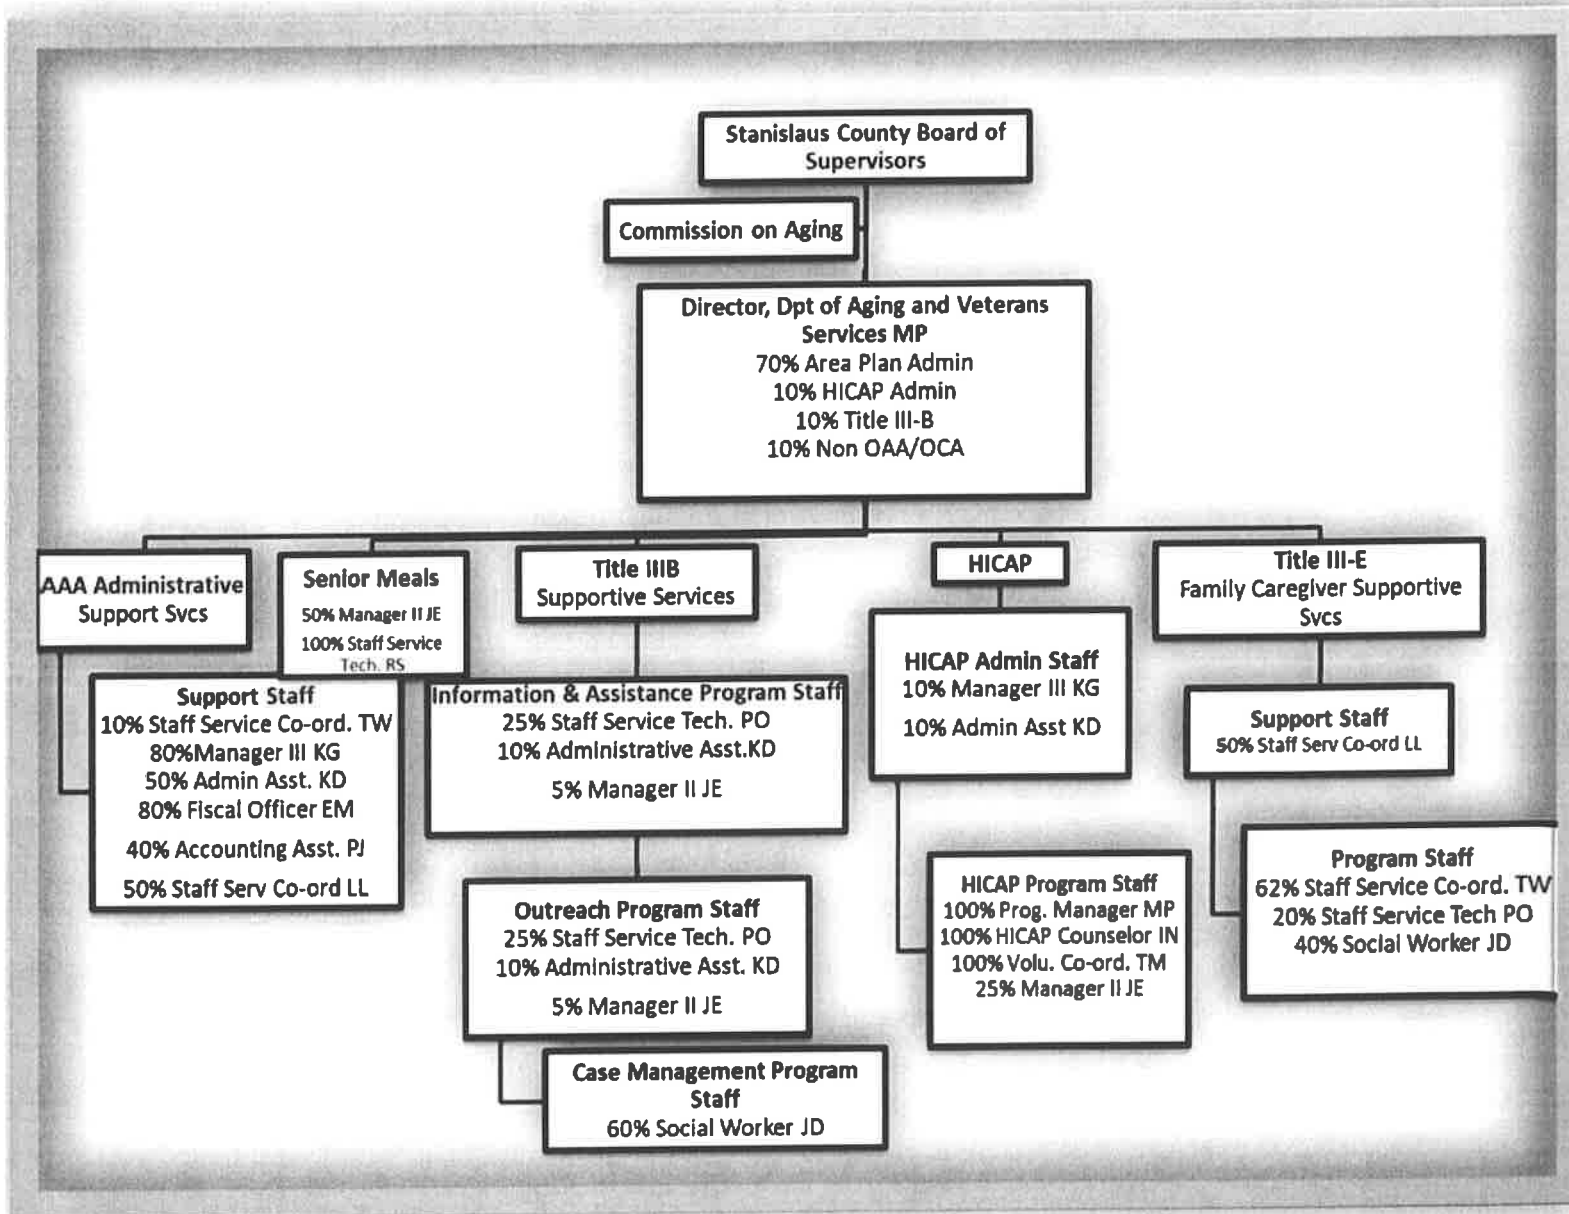 Stanislaus County Board of
Supervisors
Commission on Aging
Director, Dpt of Aging and Veterans
Services MP
70% Area Plan Admin
10% HICAP Admin
10% Title III-B
10% Non OAA/OCA
AAA Administrative
Support Svcs
Senior Meals
50% Manager II JE
100% Staff Service
Tech. RS
Title IIIB
Supportive Services
HICAP
Title III-E
Family Caregiver Supportive
Svcs
Support Staff
10% Staff Service Co-ord. TW
80%Manager III KG
50% Admin Asst. KD
80% Fiscal Officer EM
40% Accounting Asst. PJ
50% Staff Serv Co-ord LL
Information & Assistance Program Staff
25% Staff Service Tech. PO
10% Administrative Asst.KD
5% Manager II JE
Outreach Program Staff
25% Staff Service Tech. PO
10% Administrative Asst. KD
5% Manager II JE
Case Management Program
Staff
60% Social Worker JD
HICAP Admin Staff
10% Manager III KG
10% Admin Asst KD
HICAP Program Staff
100% Prog. Manager MP
100% HICAP Counselor IN
100% Volu. Co-ord. TM
25% Manager II JE
Support Staff
50% Staff Serv Co-ord LL
Program Staff
62% Staff Service Co-ord. TW
20% Staff Service Tech PO
40% Social Worker JD